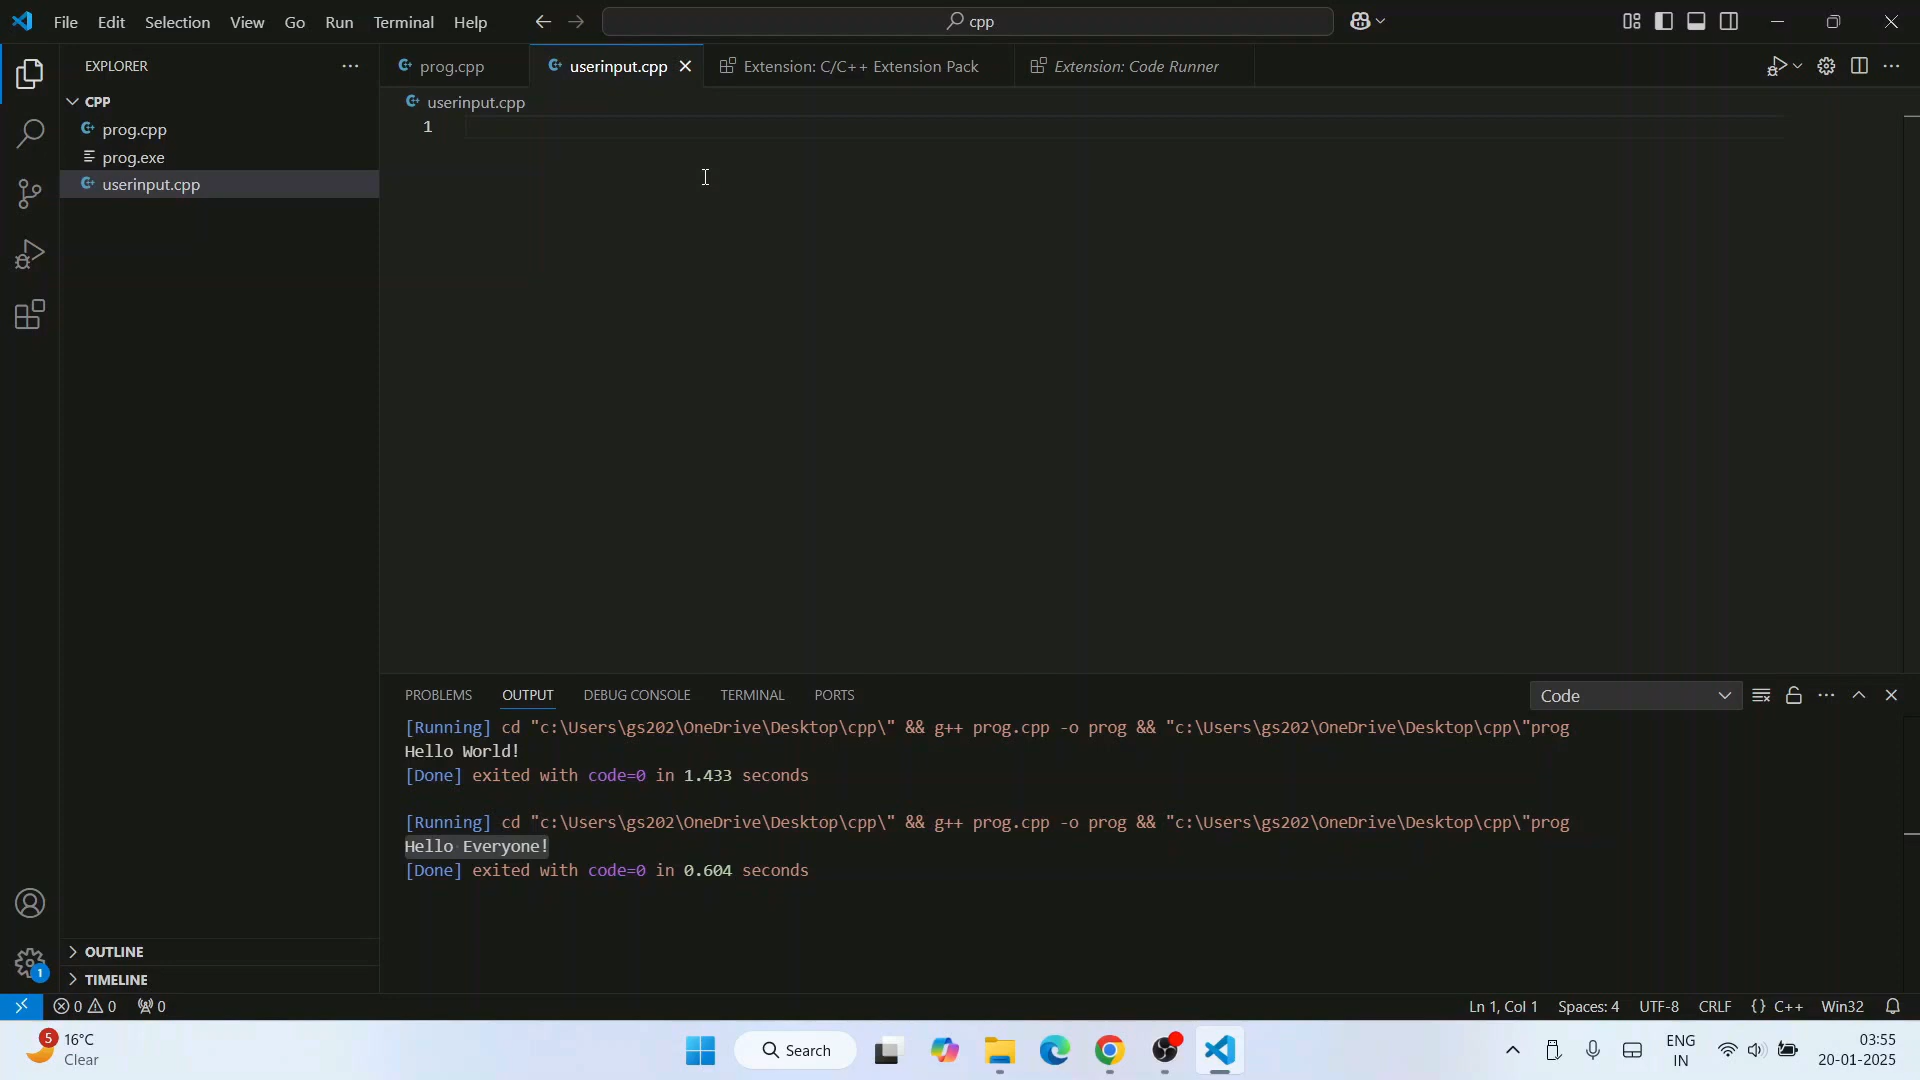 File Edit Selection View Go Run Terminal Help
cpp
EXPLORER
CPP
prog.cpp
prog.exe
userinput.cpp
OUTLINE
TIMELINE
prog.cpp userinput.cpp Extension: C/C++ Extension Pack Extension: Code Runner
userinput.cpp
1
PROBLEMS OUTPUT DEBUG CONSOLE TERMINAL PORTS
Code
[Running] cd "c:\Users\gs202\OneDrive\Desktop\cpp\" && g++ prog.cpp -o prog && "c:\Users\gs202\OneDrive\Desktop\cpp\"prog
Hello World!
[Done] exited with code=0 in 1.433 seconds
[Running] cd "c:\Users\gs202\OneDrive\Desktop\cpp\" && g++ prog.cpp -o prog && "c:\Users\gs202\OneDrive\Desktop\cpp\"prog
Hello Everyone!
[Done] exited with code=0 in 0.604 seconds
1
0 0 0
Ln 1, Col 1 Spaces: 4 UTF-8 CRLF {} C++ Win32
5
16°C
Clear
Search
ENG
IN
03:55
20-01-2025